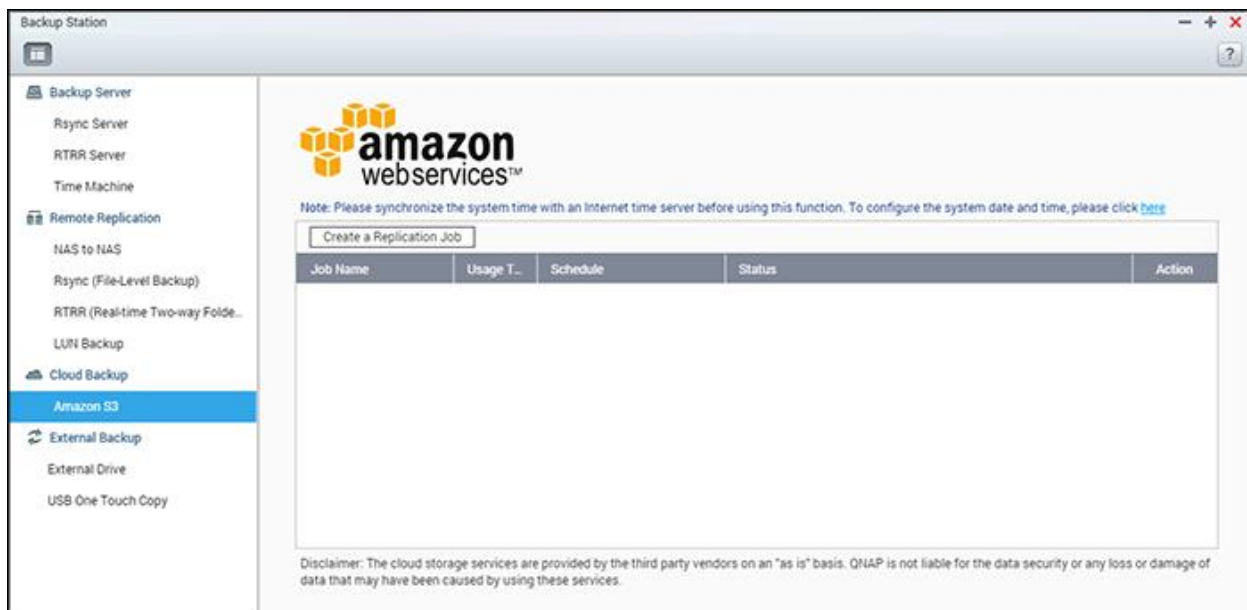 Backup Station
Backup Server
Rsync Server
RTRR Server
Time Machine
Remote Replication
NAS to NAS
Rsync (File-Level Backup)
RTRR (Real-time Two-way Folde...
LUN Backup
Cloud Backup
Amazon S3
External Backup
External Drive
USB One Touch Copy
amazon
webservices™
Note: Please synchronize the system time with an Internet time server before using this function. To configure the system date and time, please click here
Create a Replication Job
Job Name Usage T... Schedule Status Action
Disclaimer: The cloud storage services are provided by the third party vendors on an "as is" basis. QNAP is not liable for the data security or any loss or damage of
data that may have been caused by using these services.